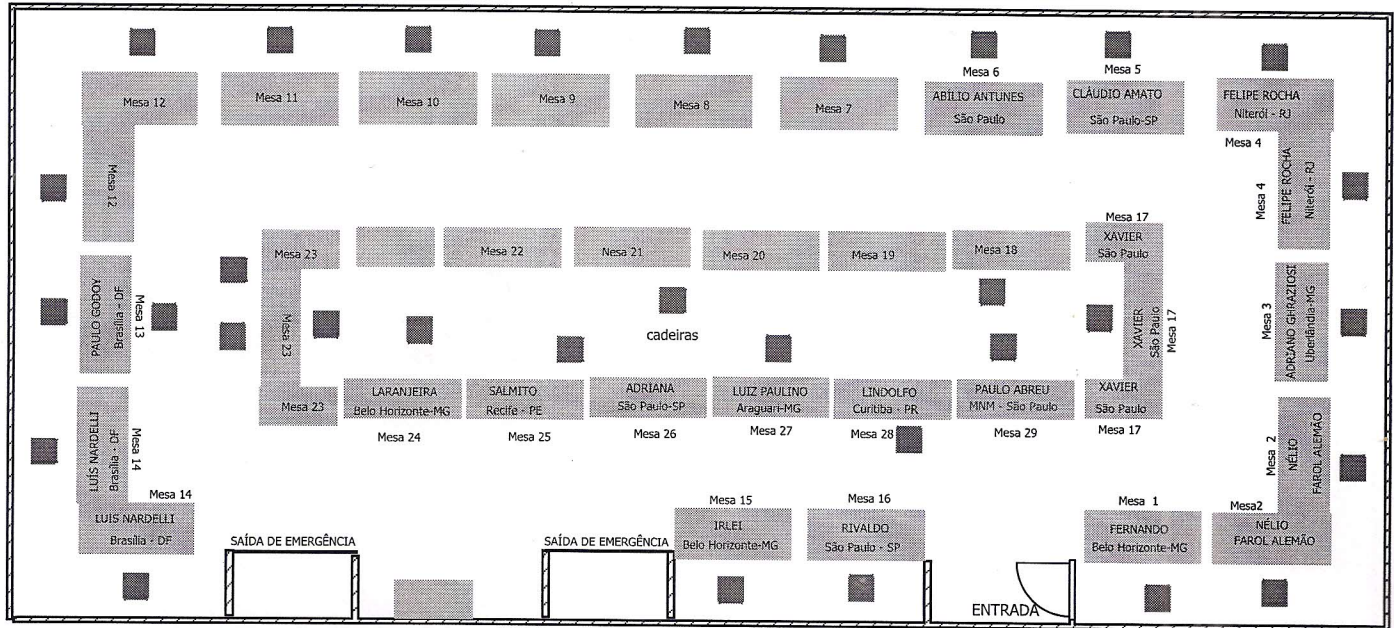 Mesa 6
Mesa 5
Mesa 12
Mesa 11
Mesa 10
Mesa 9
Mesa 8
Mesa 7
ABÍLIO ANTUNES
São Paulo
CLÁUDIO AMATO
São Paulo-SP
FELIPE ROCHA
Niterói - RJ
Mesa 4
Mesa 12
Mesa 4
FELIPE ROCHA
Niterói - RJ
Mesa 17
Mesa 23
Mesa 22
Nesa 21
Mesa 20
Mesa 19
Mesa 18
XAVIER
São Paulo
PAULO GODOY
Brasília - DF
Mesa 13
Mesa 23
cadeiras
XAVIER
São Paulo
Mesa 17
Mesa 3
ADRIANO GHRAZIOSI
Uberlândia-MG
Mesa 23
LARANJEIRA
Belo Horizonte-MG
SALMITO
Recife - PE
ADRIANA
São Paulo-SP
LUIZ PAULINO
Araguari-MG
LINDOLFO
Curitiba - PR
PAULO ABREU
MNM - São Paulo
XAVIER
São Paulo
Mesa 24
Mesa 25
Mesa 26
Mesa 27
Mesa 28
Mesa 29
Mesa 17
LUÍS NARDELLI
Brasília - DF
Mesa 14
Mesa 2
NÉLIO
FAROL ALEMÃO
Mesa 14
LUÍS NARDELLI
Brasília - DF
Mesa 15
IRLEI
Belo Horizonte-MG
Mesa 16
RIVALDO
São Paulo - SP
Mesa 1
FERNANDO
Belo Horizonte-MG
Mesa2
NÉLIO
FAROL ALEMÃO
SAÍDA DE EMERGÊNCIA
SAÍDA DE EMERGÊNCIA
ENTRADA